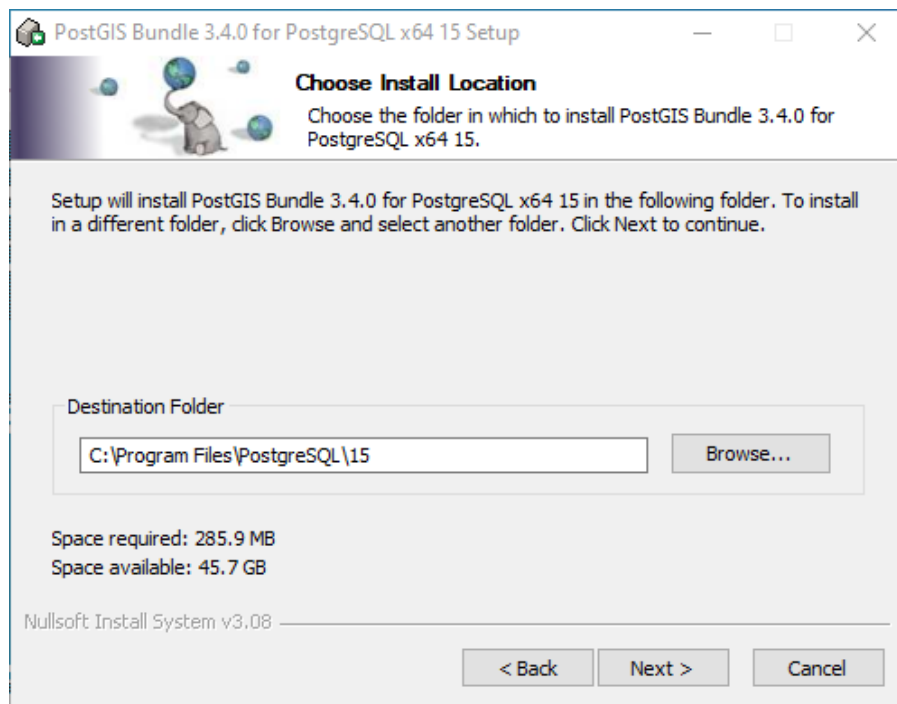 PostGIS Bundle 3.4.0 for PostgreSQL x64 15 Setup
Choose Install Location
Choose the folder in which to install PostGIS Bundle 3.4.0 for
PostgreSQL x64 15.
Setup will install PostGIS Bundle 3.4.0 for PostgreSQL x64 15 in the following folder. To install
in a different folder, click Browse and select another folder. Click Next to continue.
Destination Folder
C:\Program Files\PostgreSQL\15
Browse...
Space required: 285.9 MB
Space available: 45.7 GB
Nullsoft Install System v3.08
< Back
Next >
Cancel